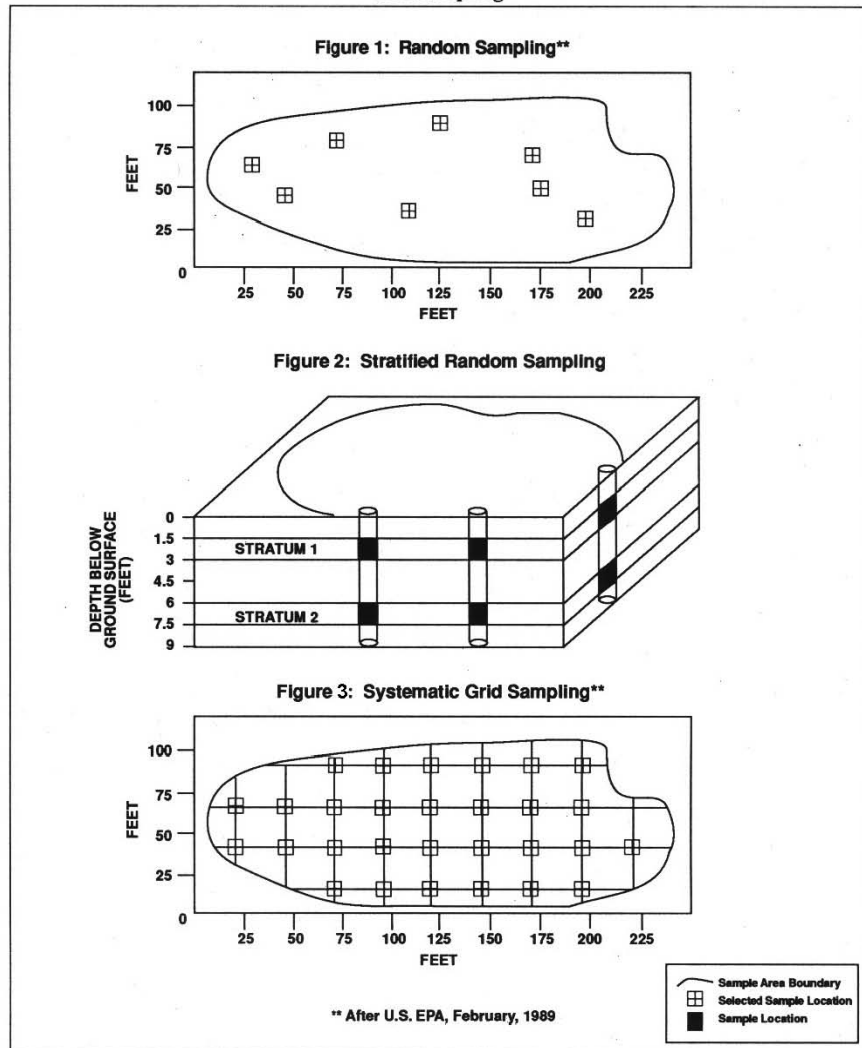 Figure 1: Random Sampling**
FEET
100
75
50
25
0
25 50 75 100 125 150 175 200 225
FEET
Figure 2: Stratified Random Sampling
DEPTH BELOW
GROUND SURFACE
(FEET)
0
1.5
3
4.5
6
7.5
9
STRATUM 1
STRATUM 2
Figure 3: Systematic Grid Sampling**
FEET
100
75
50
25
0
25 50 75 100 125 150 175 200 225
FEET
** After U.S. EPA, February, 1989
Sample Area Boundary
Selected Sample Location
Sample Location